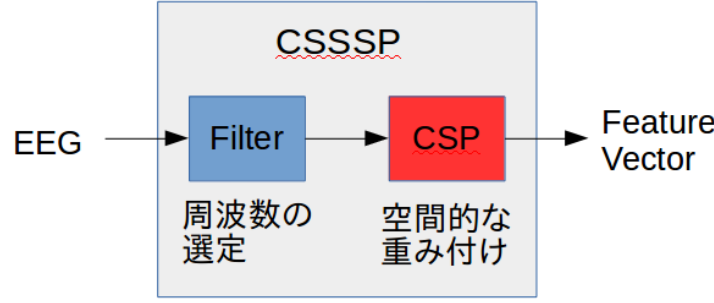 CSSSP
EEG
Filter
CSP
Feature
Vector
周波数の
選定
空間的な
重み付け